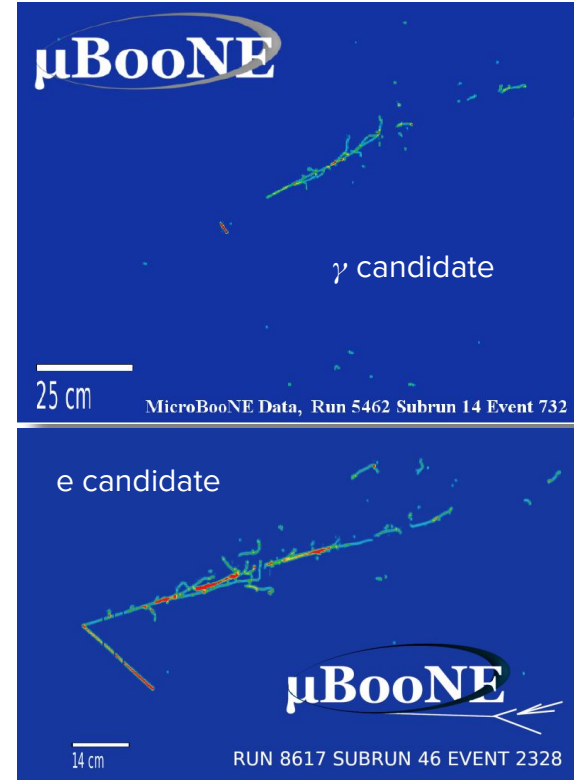 µBooNE
γ candidate
25 cm
MicroBooNE Data, Run 5462 Subrun 14 Event 732
e candidate
µBooNE
14 cm
RUN 8617 SUBRUN 46 EVENT 2328